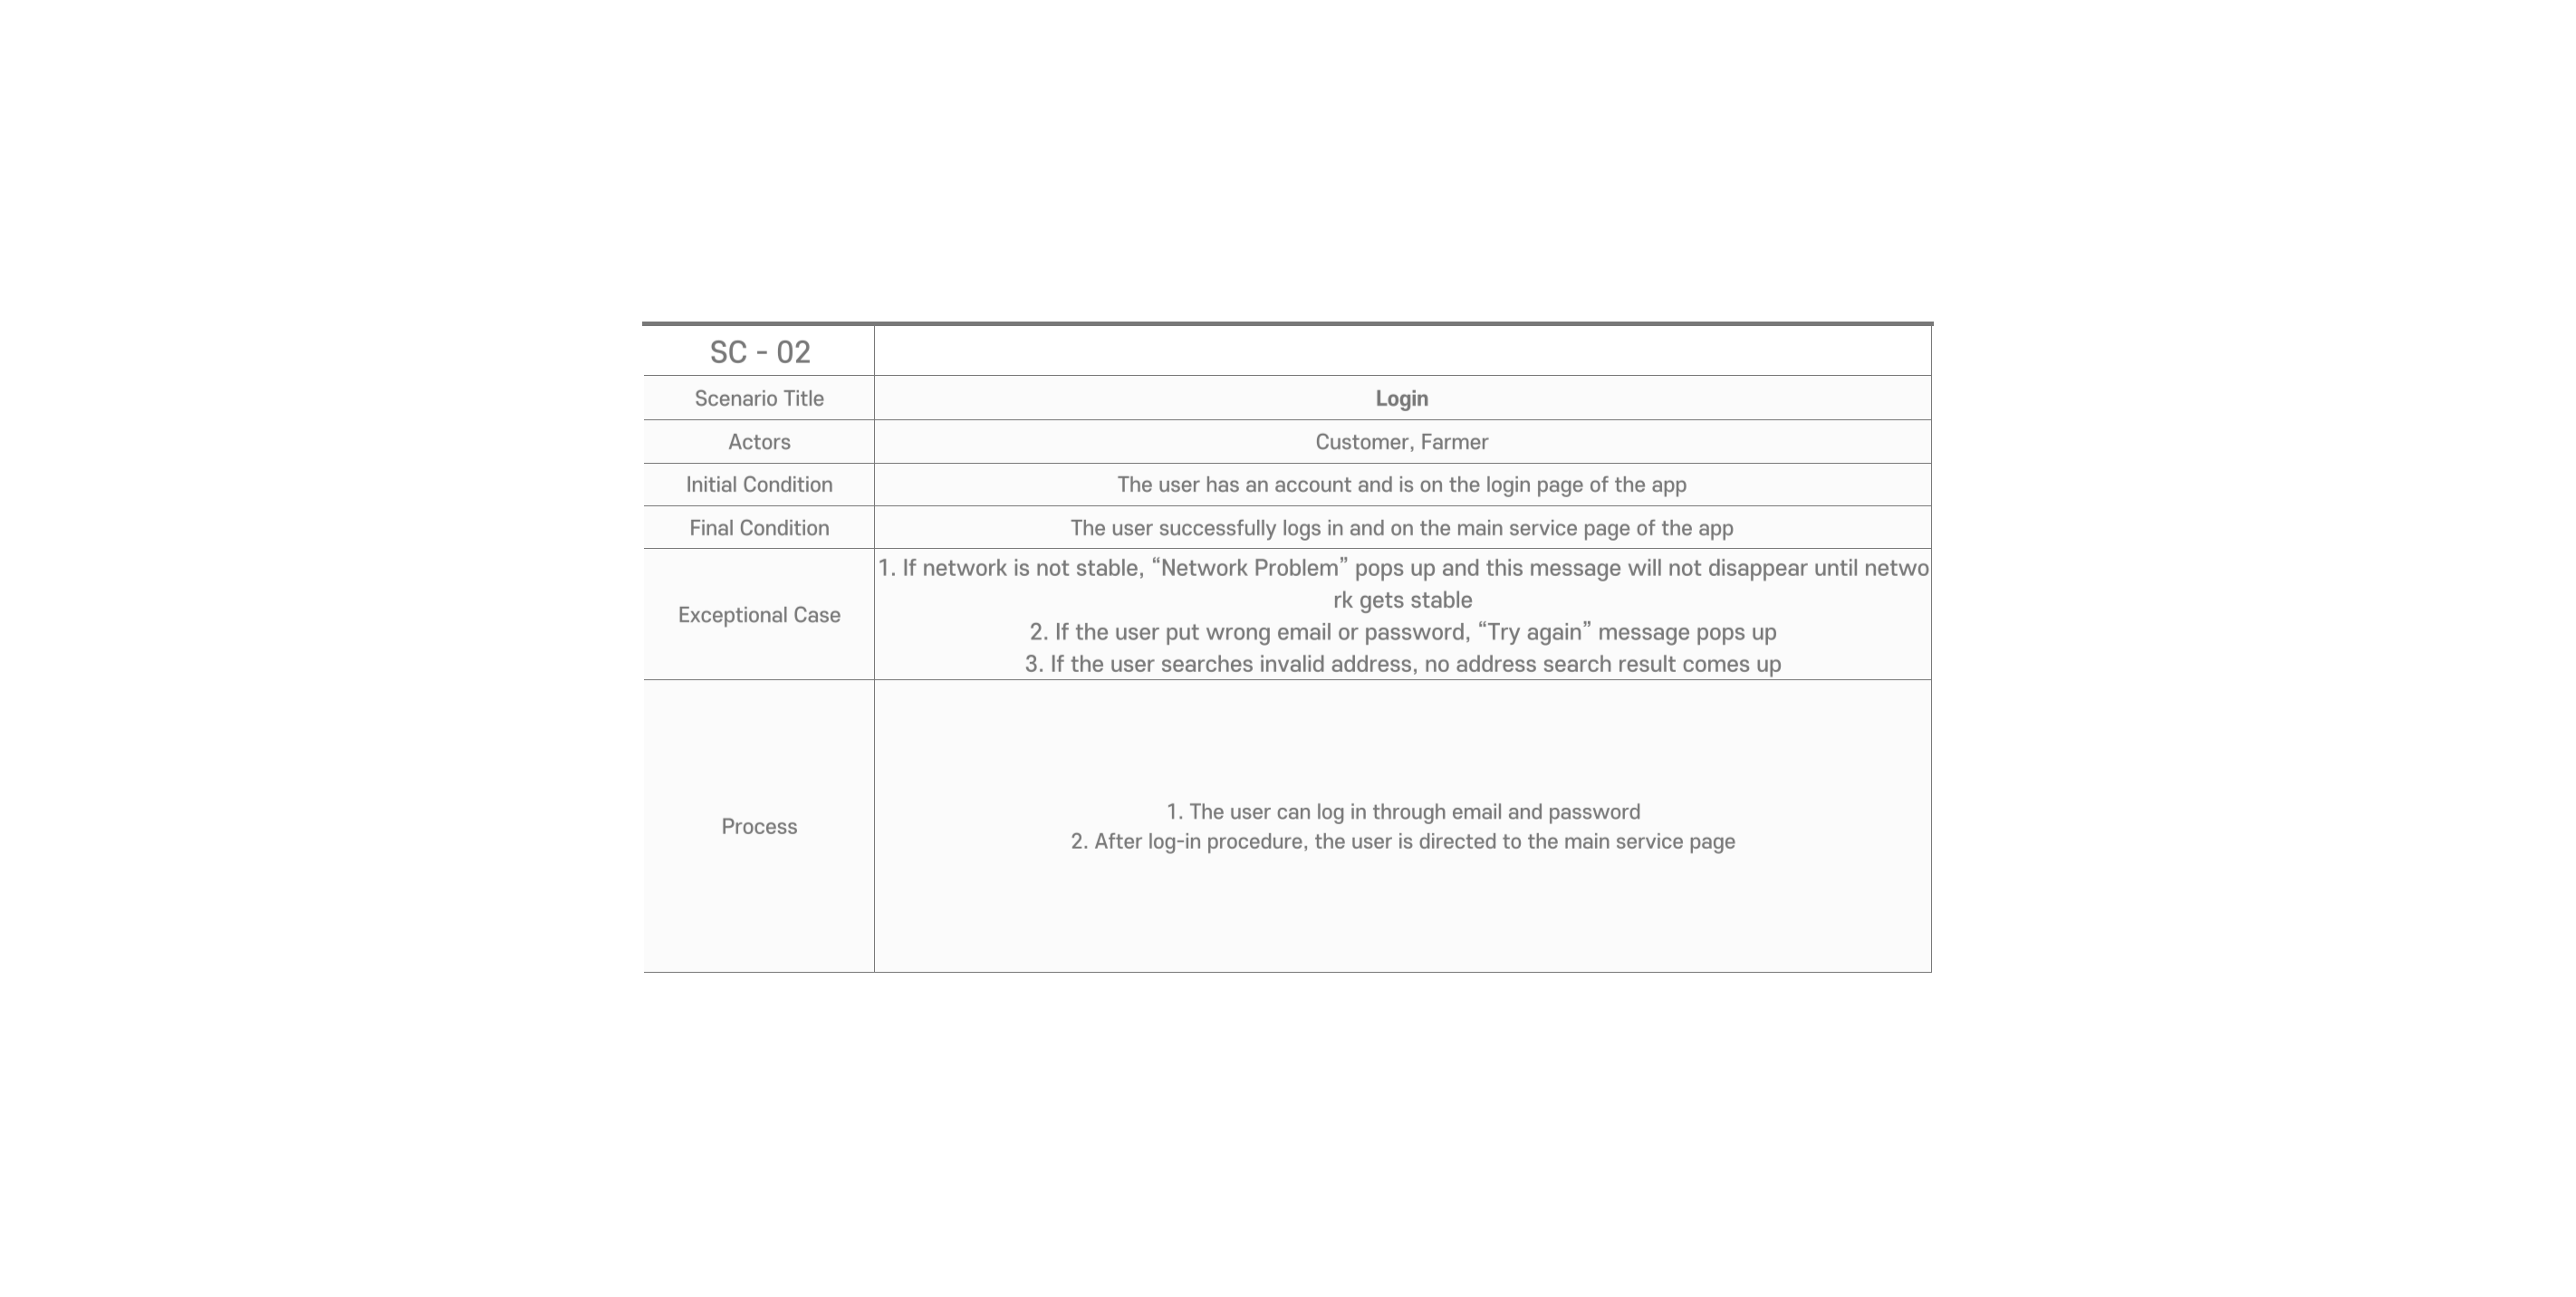 SC - 02
Scenario Title
Login
Actors
Customer, Farmer
Initial Condition
The user has an account and is on the login page of the app
Final Condition
The user successfully logs in and on the main service page of the app
Exceptional Case
1. If network is not stable, “Network Problem” pops up and this message will not disappear until netwo
rk gets stable
2. If the user put wrong email or password, “Try again” message pops up
3. If the user searches invalid address, no address search result comes up
Process
1. The user can log in through email and password
2. After log-in procedure, the user is directed to the main service page